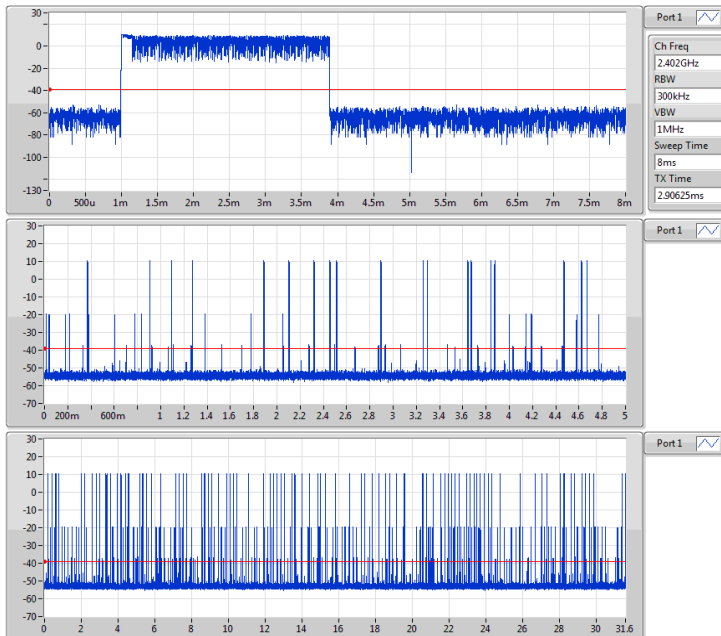 30
0
-20
-40
-60
-80
-100
-130
0 500u 1m 1.5m 2m 2.5m 3m 3.5m 4m 4.5m 5m 5.5m 6m 6.5m 7m 7.5m 8m
Port 1
Ch Freq
2.402GHz
RBW
300kHz
VBW
1MHz
Sweep Time
8ms
TX Time
2.90625ms
30
20
10
0
-10
-20
-30
-40
-50
-60
-70
0 200m 600m 1 1.2 1.4 1.6 1.8 2 2.2 2.4 2.6 2.8 3 3.2 3.4 3.6 3.8 4 4.2 4.4 4.6 4.8 5
Port 1
30
20
10
0
-10
-20
-30
-40
-50
-60
-70
0 2 4 6 8 10 12 14 16 18 20 22 24 26 28 30 31.6
Port 1